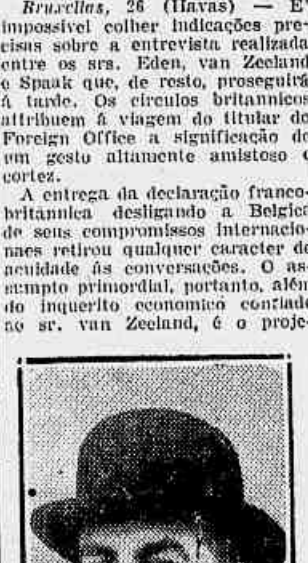 Bruxellas, 26 (Havas) — E'
impossivel colher indicações pre-
cisas sobre a entrevista realizada
entre os srs. Eden, van Zeeland
e Spaak que, de resto, proseguirá
á tarde. Os circulos britannicos
attribuem á viagem do titular do
Foreign Office a significação de
um gesto altamente amistoso e
cortez.
A entrega da declaração franco-
britannica desligando a Belgica
de seus compromissos internacio-
naes retirou qualquer caracter de
acuidade ás conversações. O as-
sumpto primordial, portanto, além
do inquerito economico confiado
ao sr. van Zeeland, é o proje-